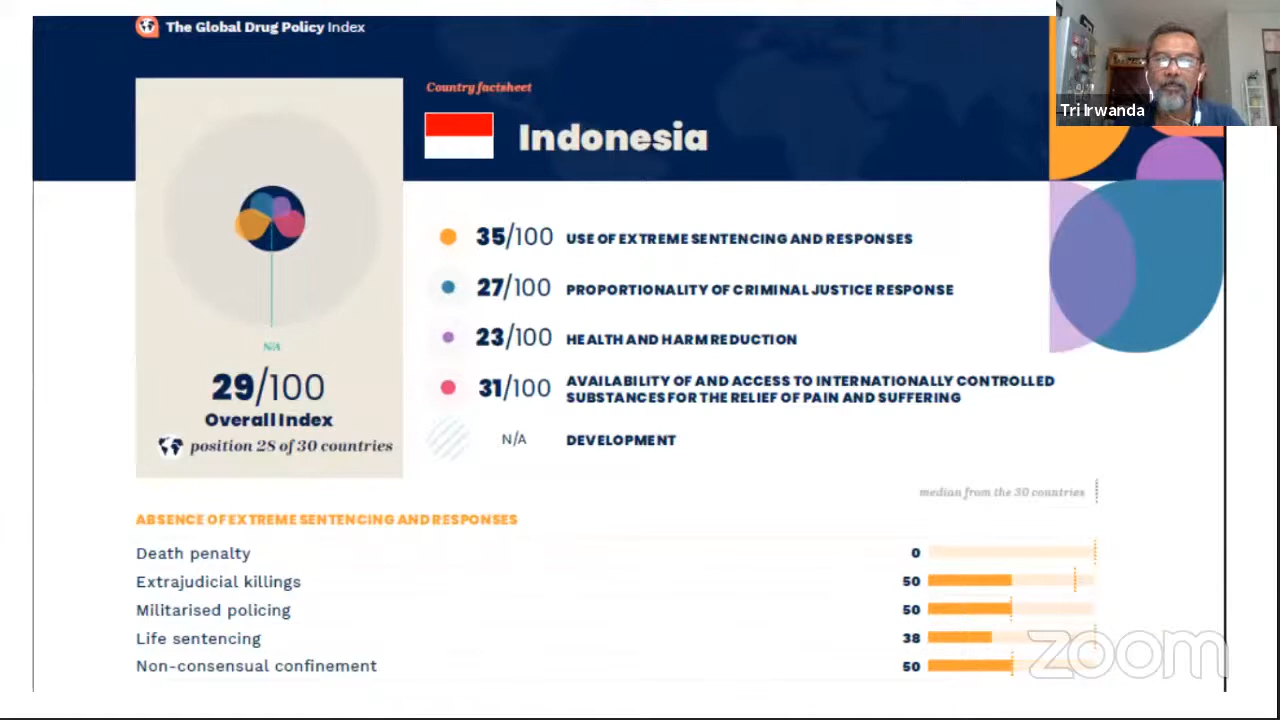 The Global Drug Policy Index
Tri Irwanda
Country factsheet
Indonesia
35/100 USE OF EXTREME SENTENCING AND RESPONSES
27/100 PROPORTIONALITY OF CRIMINAL JUSTICE RESPONSE
23/100 HEALTH AND HARM REDUCTION
31/100 AVAILABILITY OF AND ACCESS TO INTERNATIONALLY CONTROLLED
SUBSTANCES FOR THE RELIEF OF PAIN AND SUFFERING
N/A DEVELOPMENT
N/A
29/100
Overall Index
position 28 of 30 countries
median from the 30 countries
ABSENCE OF EXTREME SENTENCING AND RESPONSES
Death penalty 0
Extrajudicial killings 50
Militarised policing 50
Life sentencing 38
Non-consensual confinement 50
zoom